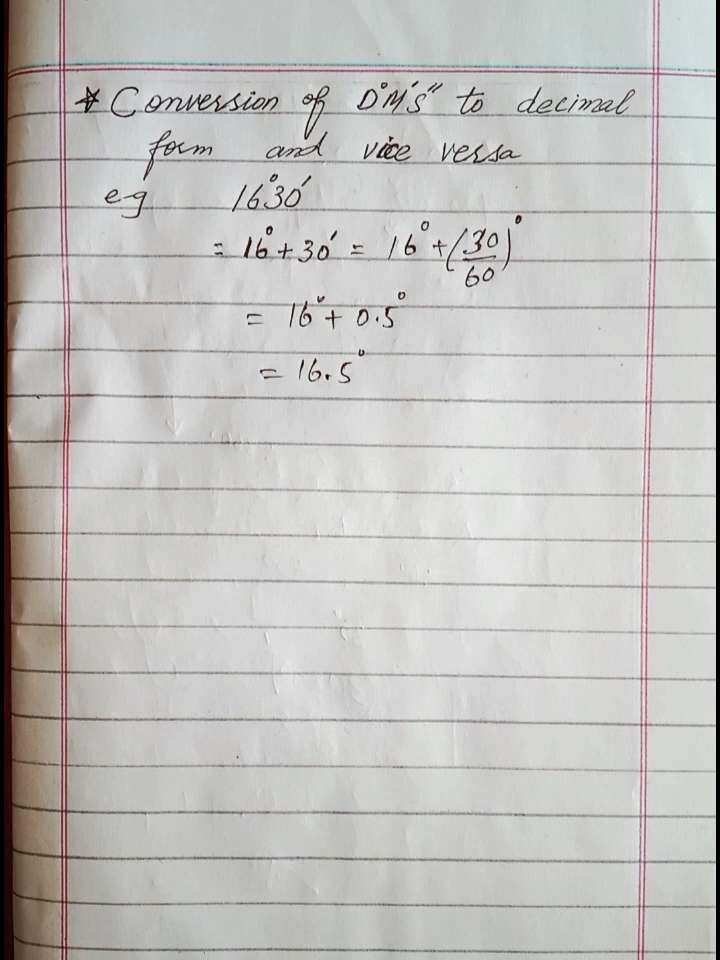 * Conversion of D°M'S" to decimal
form and vice versa
e-g 16°30'
= 16° + 30' = 16° + (30/60)°
= 16° + 0.5°
= 16.5°